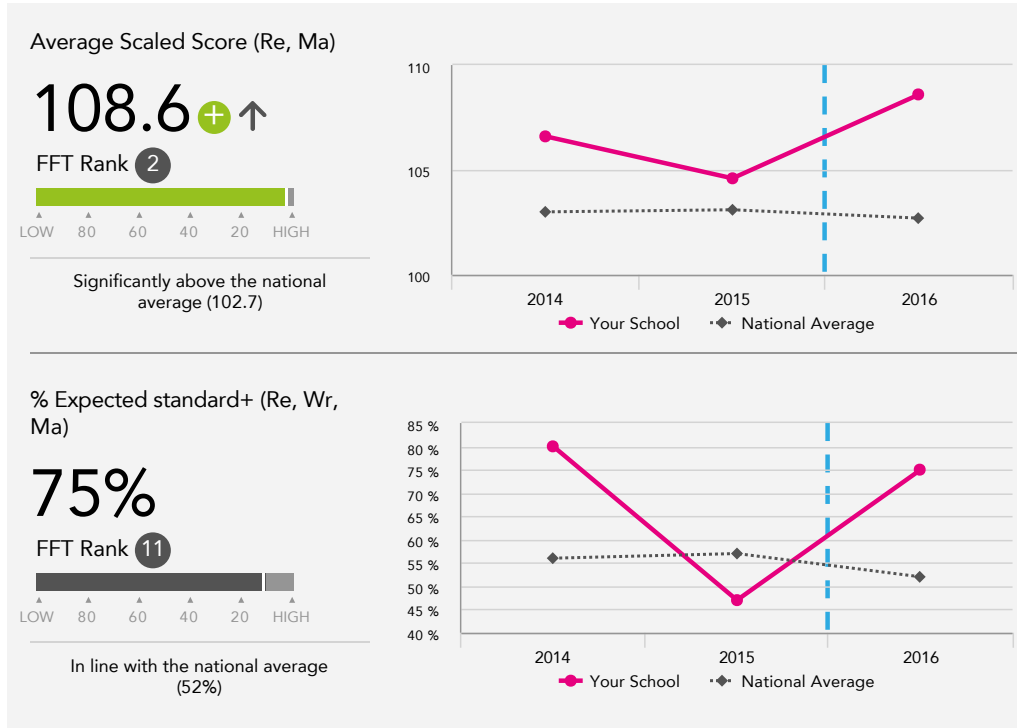 Average Scaled Score (Re, Ma)
108.6 +
FFT Rank 2
LOW 80 60 40 20 HIGH
Significantly above the national
average (102.7)
110
105
100
2014 2015 2016
Your School National Average
% Expected standard+ (Re, Wr,
Ma)
75%
FFT Rank 11
LOW 80 60 40 20 HIGH
In line with the national average
(52%)
85 %
80 %
75 %
70 %
65 %
60 %
55 %
50 %
45 %
40 %
2014 2015 2016
Your School National Average